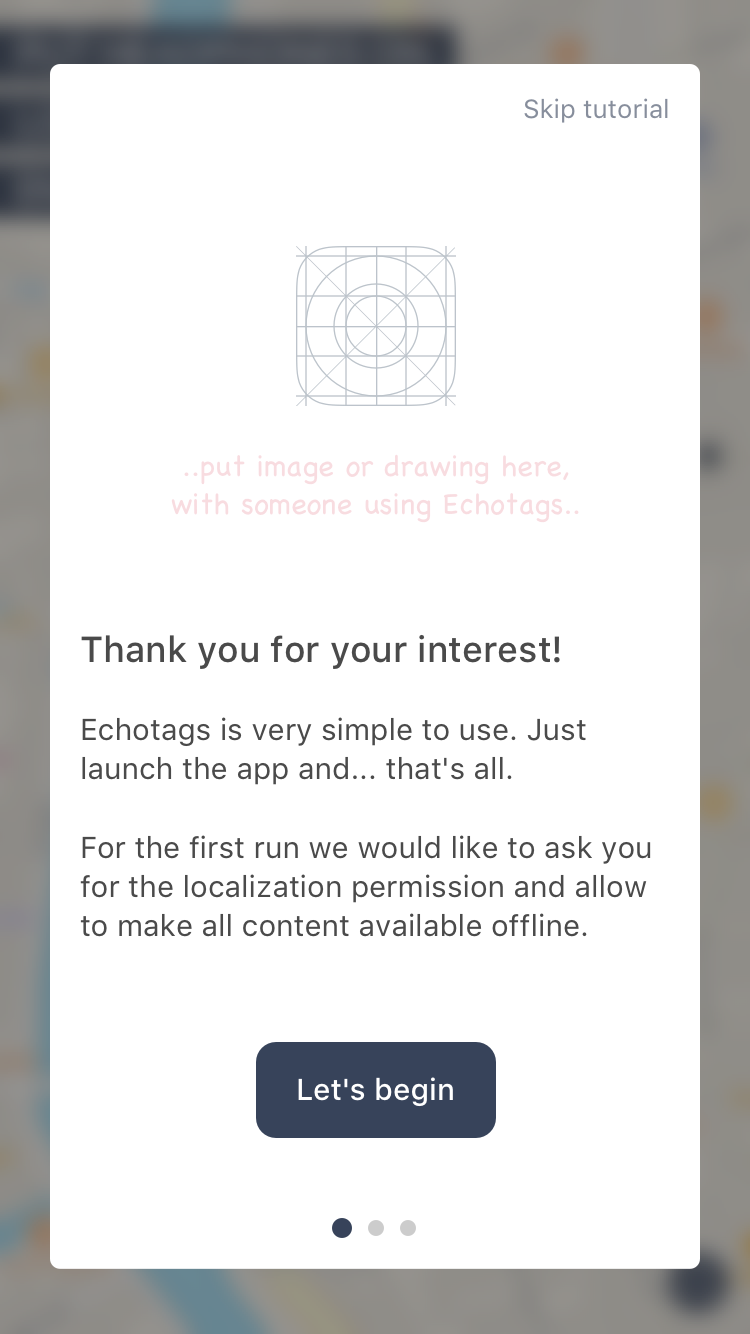 Skip tutorial
..put image or drawing here,
with someone using Echotags..
Thank you for your interest!
Echotags is very simple to use. Just
launch the app and... that's all.
For the first run we would like to ask you
for the localization permission and allow
to make all content available offline.
Let's begin